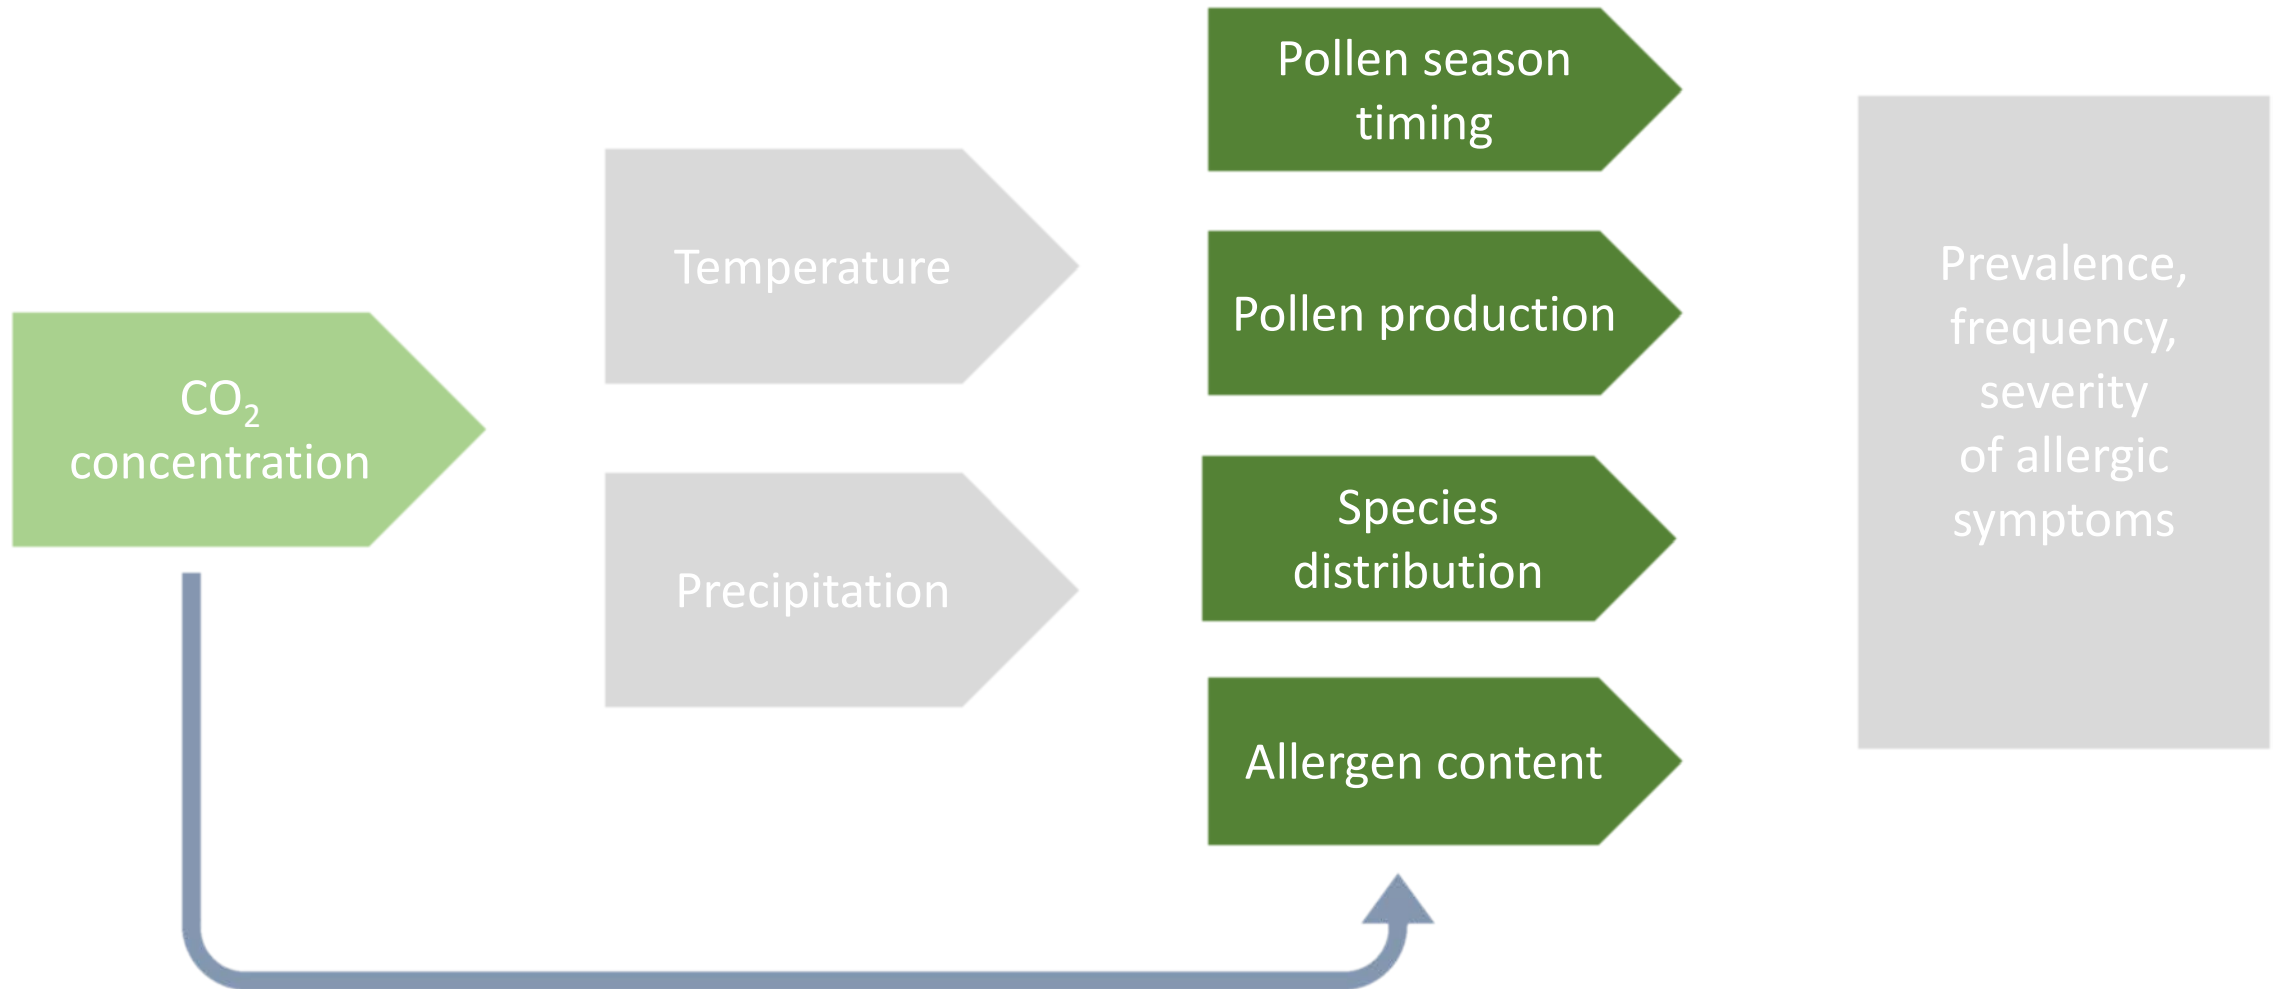 CO₂
concentration
Temperature
Precipitation
Pollen season
timing
Pollen production
Species
distribution
Allergen content
Prevalence,
frequency,
severity
of allergic
symptoms